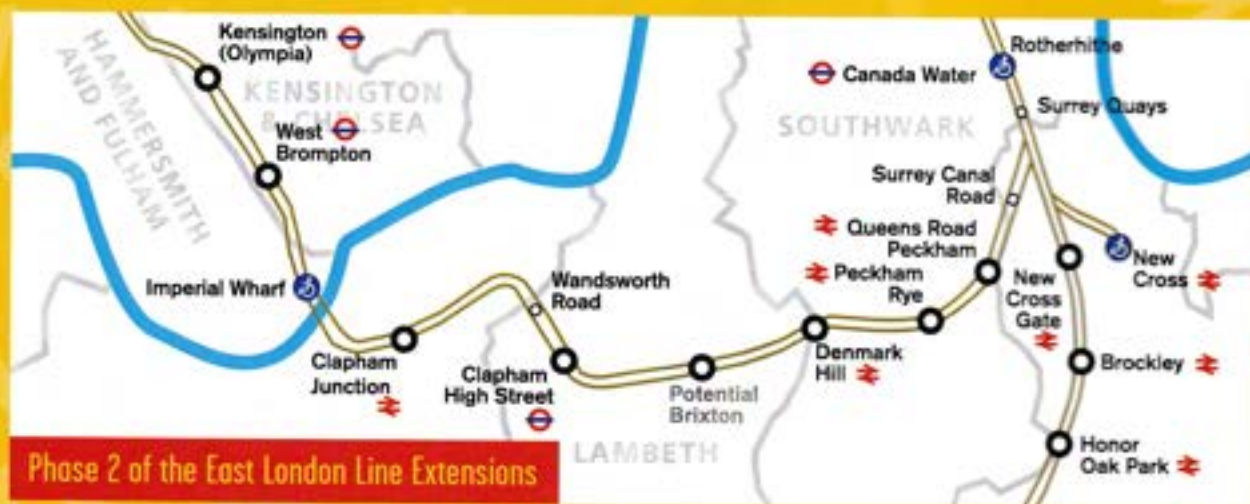 Kensington
(Olympia)
HAMMERSMITH
AND FULHAM
KENSINGTON
& CHELSEA
West
Brompton
Imperial Wharf
Clapham
Junction
Wandsworth
Road
Clapham
High Street
Potential
Brixton
LAMBETH
Denmark
Hill
Peckham
Rye
Queens Road
Peckham
Surrey Canal
Road
SOUTHWARK
Canada Water
Rotherhithe
Surrey Quays
New
Cross
New
Cross
Gate
Brockley
Honor
Oak Park
Phase 2 of the East London Line Extensions